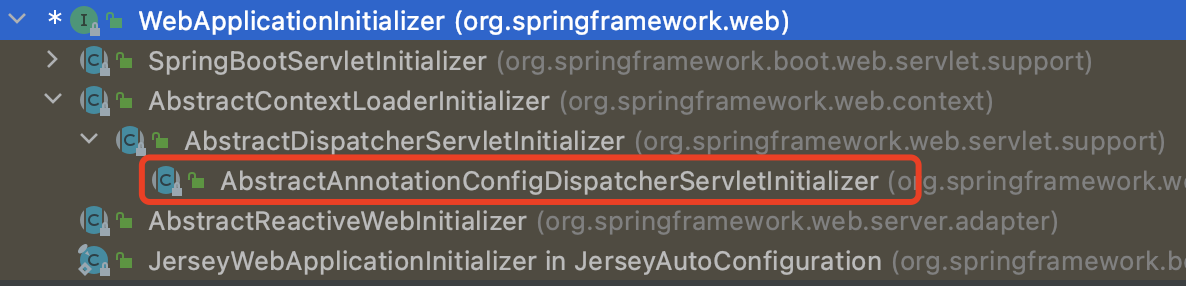 * I WebApplicationInitializer (org.springframework.web)
C SpringBootServletInitializer (org.springframework.boot.web.servlet.support)
C AbstractContextLoaderInitializer (org.springframework.web.context)
C AbstractDispatcherServletInitializer (org.springframework.web.servlet.support)
C AbstractAnnotationConfigDispatcherServletInitializer (org.springframework.we
C AbstractReactiveWebInitializer (org.springframework.web.server.adapter)
C JerseyWebApplicationInitializer in JerseyAutoConfiguration (org.springframework.bo